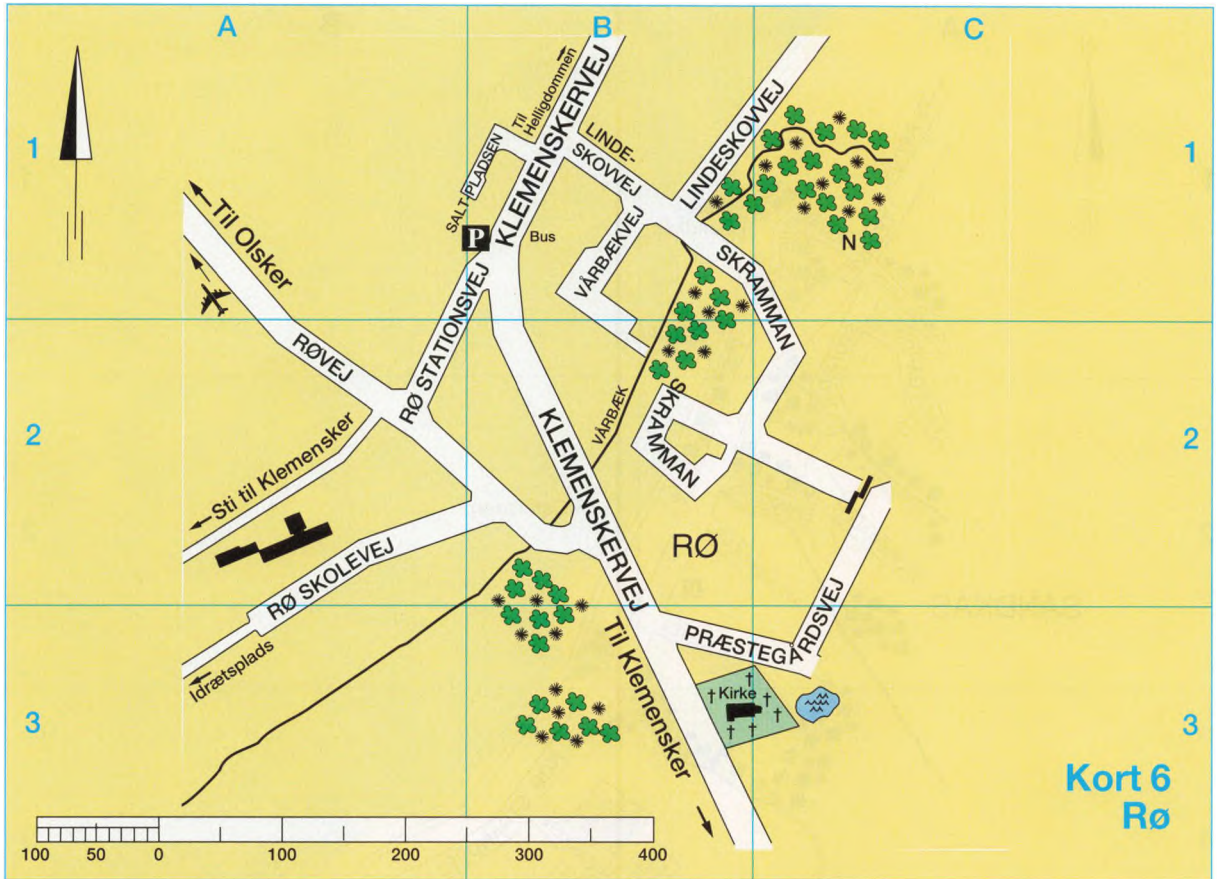 A
B
C
1
1
2
2
3
3
Til
Helligdommen
KLEMENSKERVEJ
LINDE-
SKOVVEJ
LINDESKOVVEJ
SALT PLADSEN
P
Bus
VÅRBÆKVEJ
SKRAMMAN
N
Til Olsker
RØVEJ
RØ STATIONSVEJ
KLEMENSKERVEJ
VÅRBÆK
SKRAMMAN
Sti til Klemensker
RØ SKOLEVEJ
Idrætsplads
RØ
PRÆSTEGÅRDSVEJ
Til Klemensker
Kirke
Kort 6
Rø
100 50 0 100 200 300 400